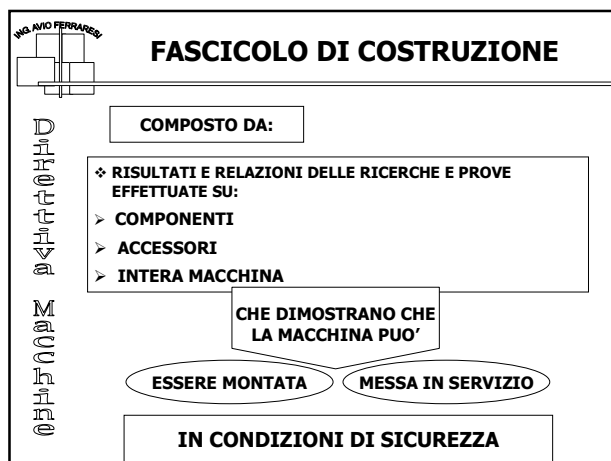 ING. AVIO FERRARESI
FASCICOLO DI COSTRUZIONE
Direttiva Macchine
COMPOSTO DA:
❖ RISULTATI E RELAZIONI DELLE RICERCHE E PROVE
EFFETTUATE SU:
➢ COMPONENTI
➢ ACCESSORI
➢ INTERA MACCHINA
CHE DIMOSTRANO CHE
LA MACCHINA PUO’
ESSERE MONTATA
MESSA IN SERVIZIO
IN CONDIZIONI DI SICUREZZA